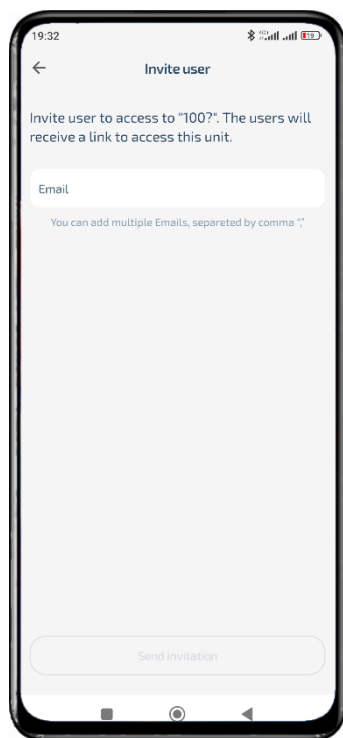 19:32
19
Invite user
Invite user to access to "100?". The users will
receive a link to access this unit.
Email
You can add multiple Emails, separeted by comma ","
Send invitation